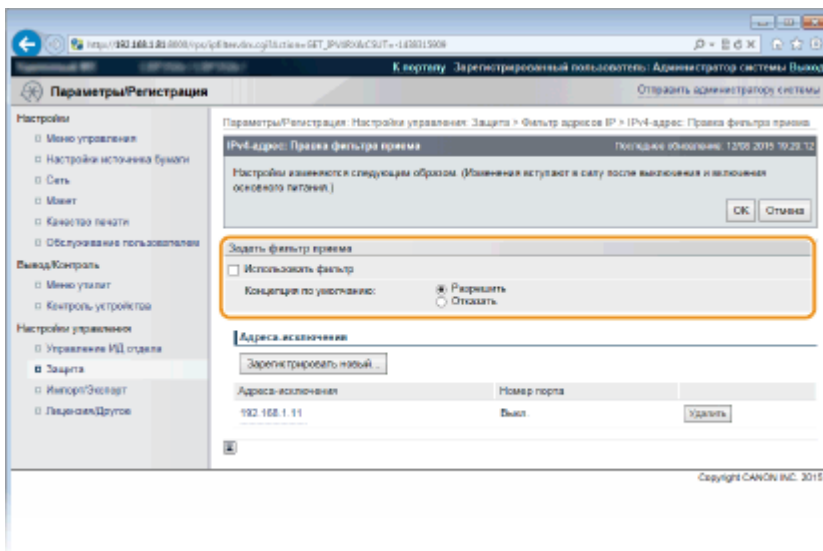 К порталу Зарегистрированный пользователь: Администратор системы Выход
Параметры/Регистрация
Отправить администратору системы
Настройки
Меню управления
Настройки источника бумаги
Сеть
Макет
Качество печати
Обслуживание пользователем
Вывод/Контроль
Меню утилит
Контроль устройства
Настройки управления
Управление ИД отдела
Защита
Импорт/Экспорт
Лицензия/Другое
Параметры/Регистрация: Настройки управления: Защита > Фильтр адресов IP > IPv4-адрес: Правка фильтра приема
IPv4-адрес: Правка фильтра приема
Последнее обновление: 12/08 2015 19:29:12
Настройки изменяются следующим образом. (Изменения вступают в силу после выключения и включения
основного питания.)
OK Отмена
Задать фильтр приема
Использовать фильтр
Концепция по умолчанию:
Разрешить
Отказать
Адреса-исключения
Зарегистрировать новый...
Адреса-исключения Номер порта
192.168.1.11 Выкл. Удалить
Copyright CANON INC. 2015